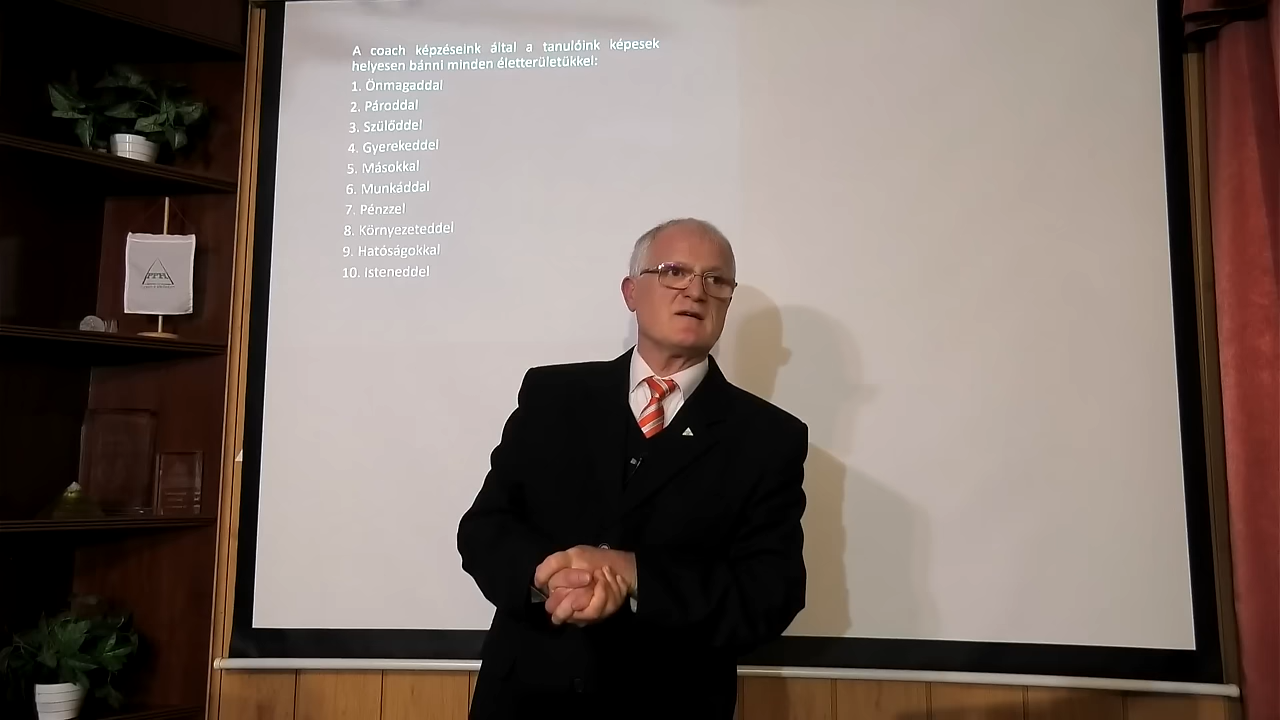 A coach képzéseink által a tanulóink képesek
helyesen bánni minden életterületükkel:
1. Önmagaddal
2. Pároddal
3. Szülőddel
4. Gyerekeddel
5. Másokkal
6. Munkáddal
7. Pénzzel
8. Környezeteddel
9. Hatóságokkal
10. Isteneddel